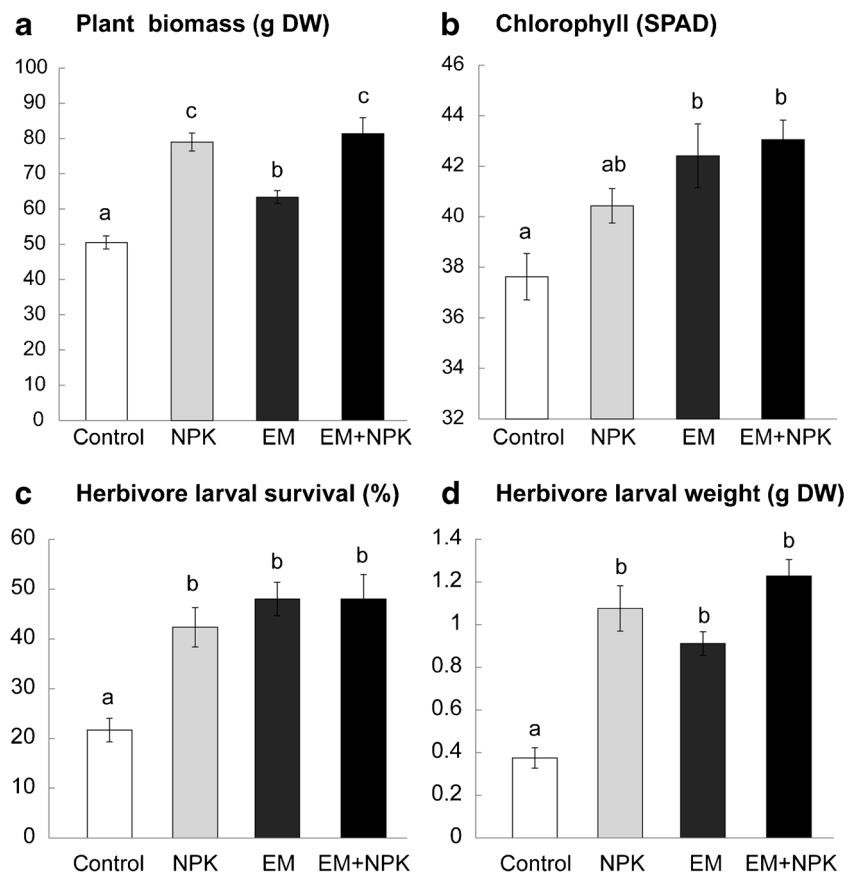 a Plant biomass (g DW)
100
90
80
70
60
50
40
30
20
10
0
a
c
b
c
Control NPK EM EM+NPK
b Chlorophyll (SPAD)
46
44
42
40
38
36
34
32
a
ab
b
b
Control NPK EM EM+NPK
c Herbivore larval survival (%)
60
50
40
30
20
10
0
a
b
b
b
Control NPK EM EM+NPK
d Herbivore larval weight (g DW)
1.4
1.2
1
0.8
0.6
0.4
0.2
0
a
b
b
b
Control NPK EM EM+NPK